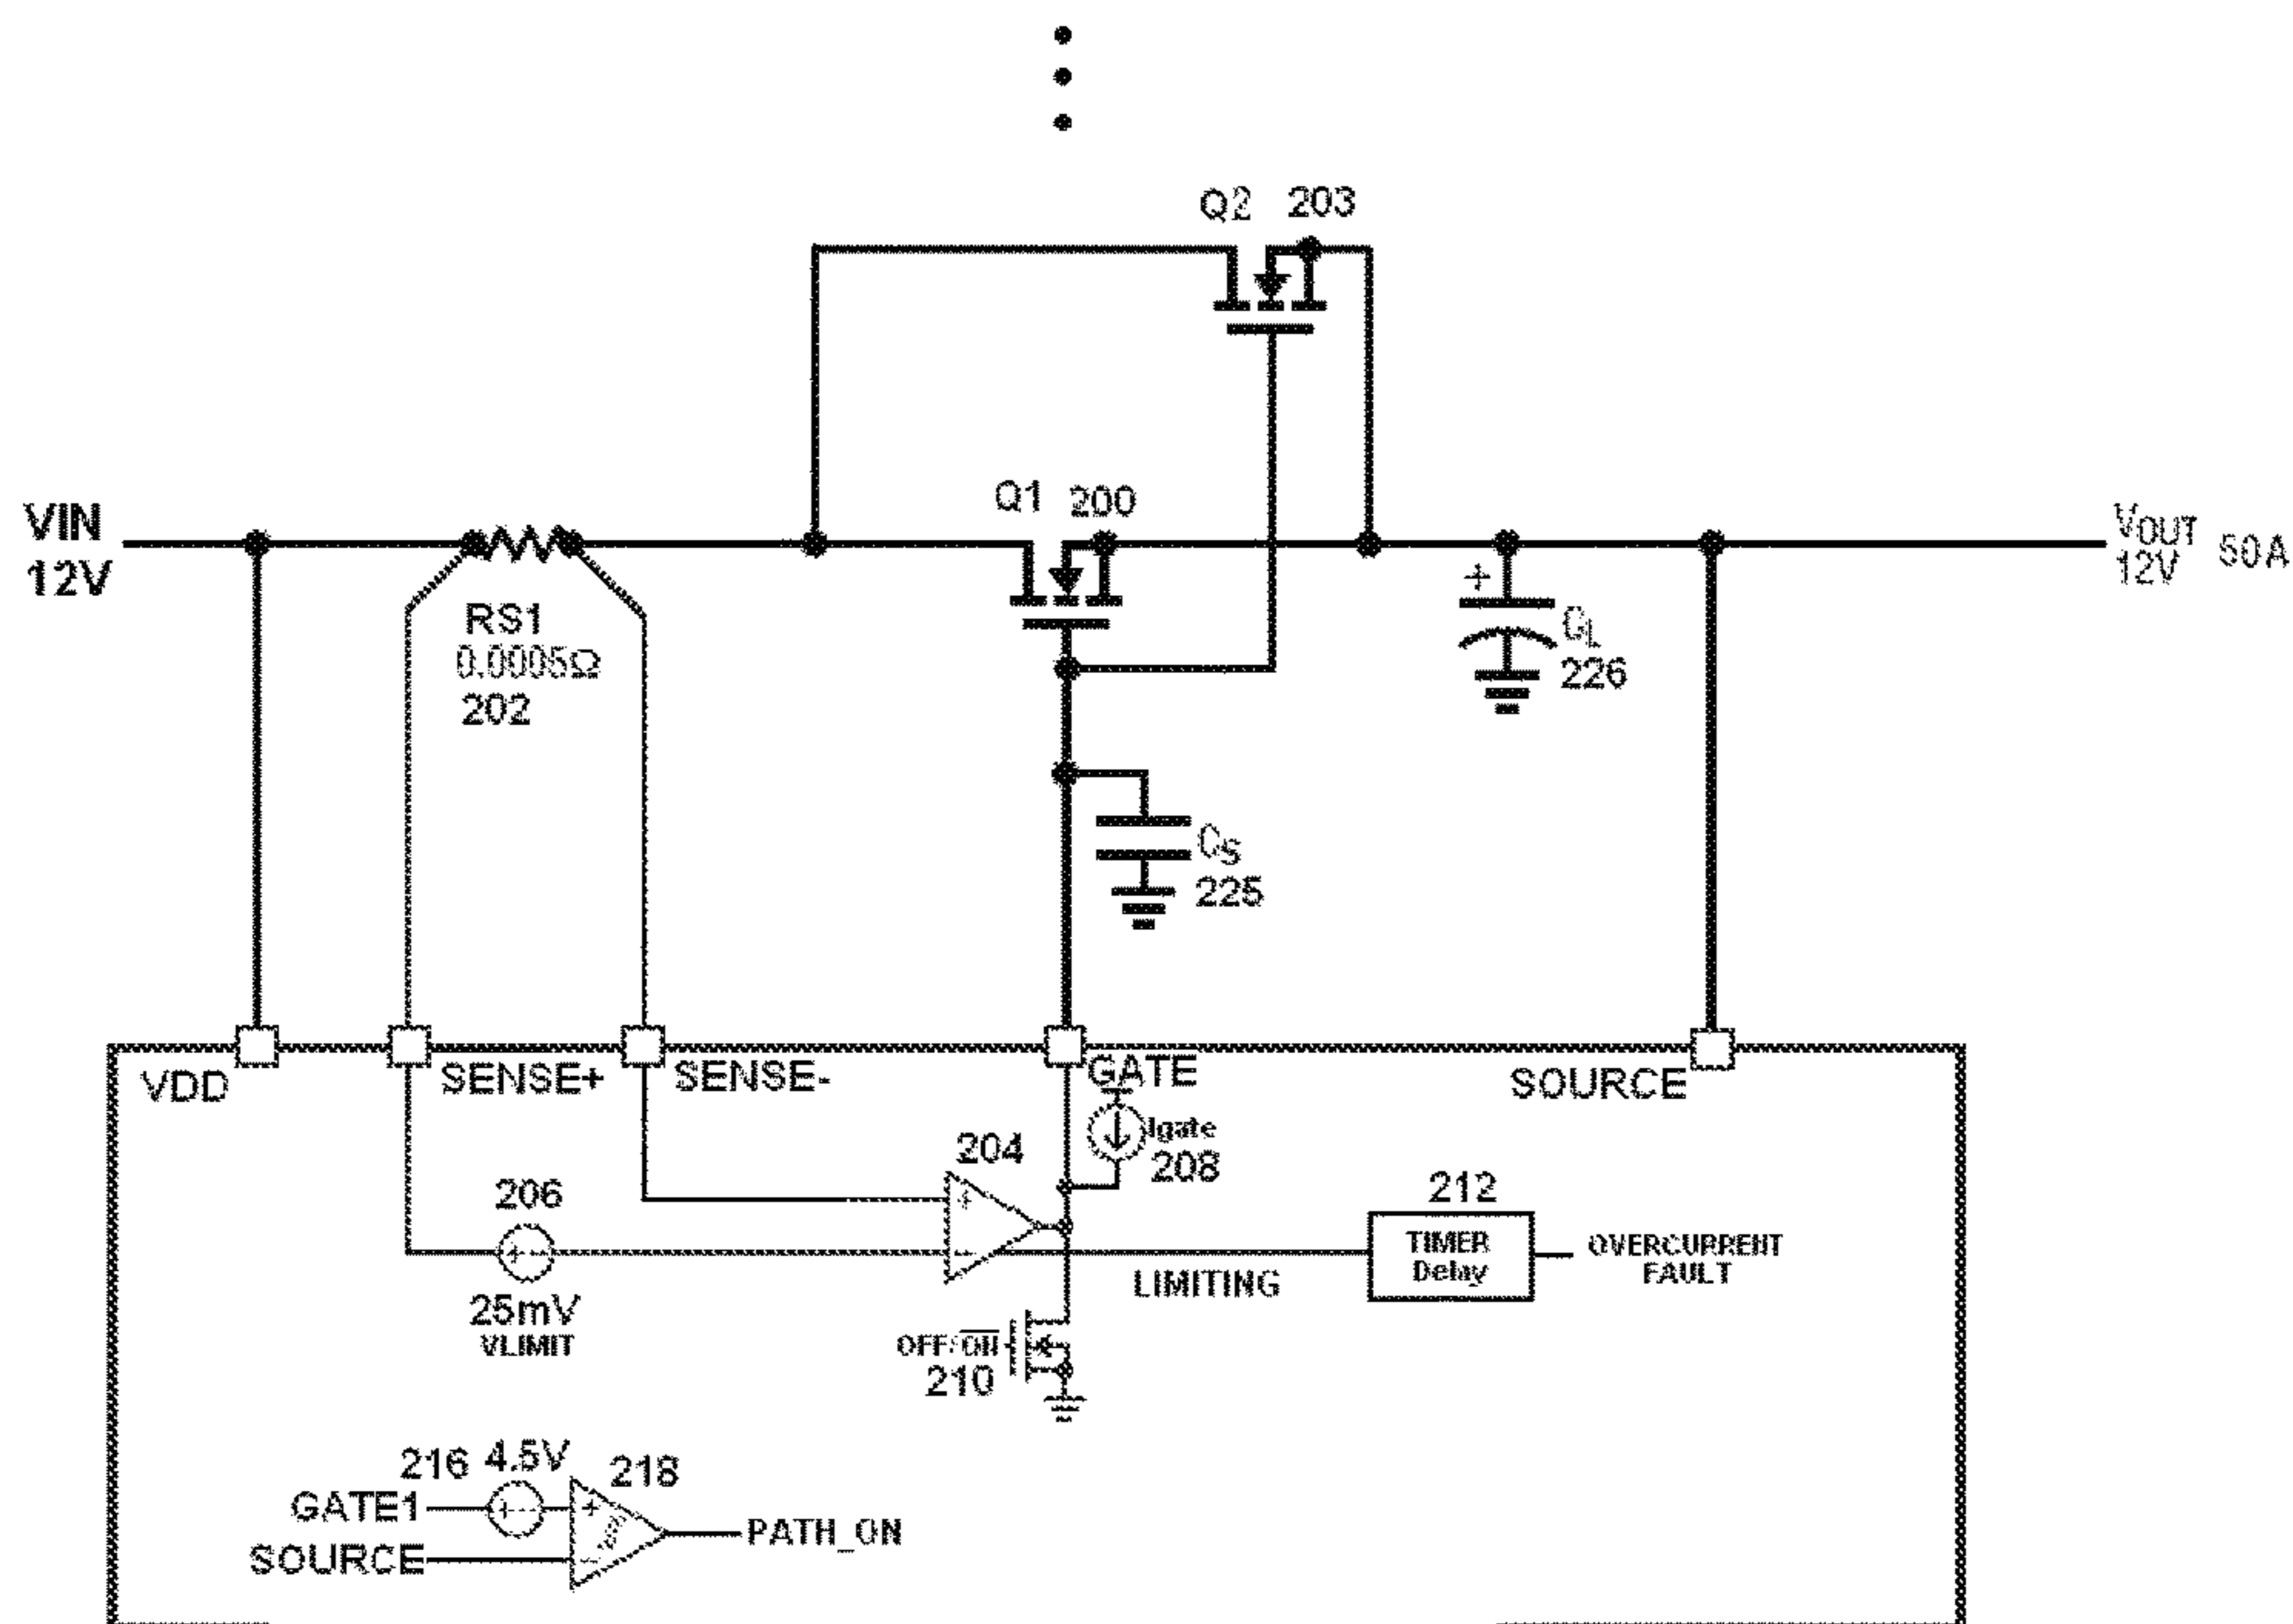 Q2 203
Q1 200
VIN
12V
VOUT
12V
50A
RS1
0.0005Ω
202
+
CL
226
CS
225
VDD
SENSE+
SENSE-
GATE
SOURCE
Igate
208
204
206
25mV
VLIMIT
+
-
LIMITING
212
TIMER
Delay
OVERCURRENT
FAULT
OFF/ON
210
216 4.5V 218
GATE1
SOURCE
+
-
PATH_ON